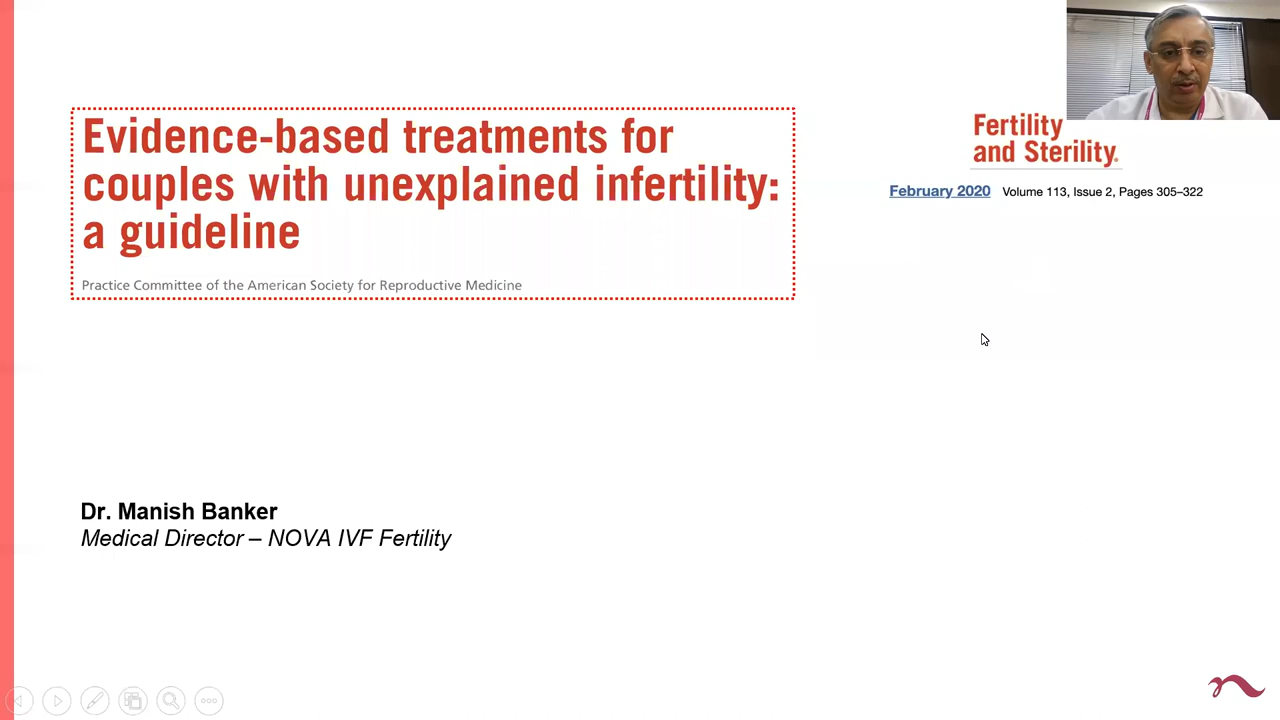 Evidence-based treatments for
couples with unexplained infertility:
a guideline
Practice Committee of the American Society for Reproductive Medicine
Fertility
and Sterility®
February 2020 Volume 113, Issue 2, Pages 305–322
Dr. Manish Banker
Medical Director – NOVA IVF Fertility